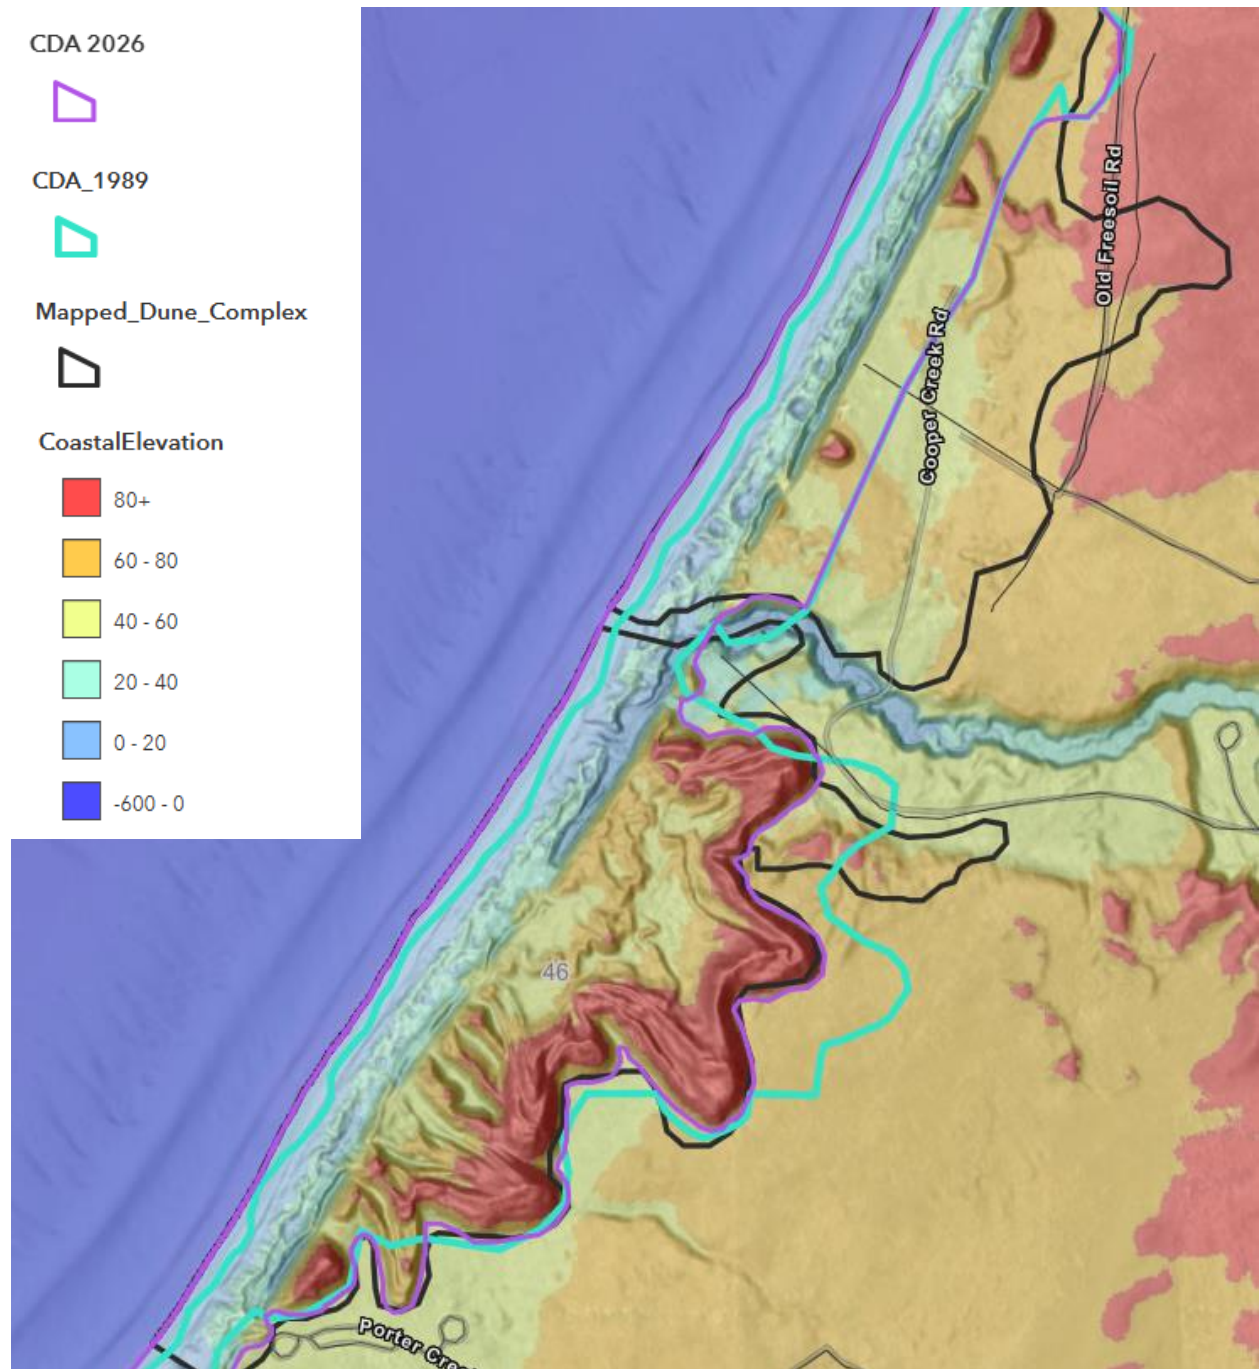 CDA 2026
CDA_1989
Mapped_Dune_Complex
CoastalElevation
80+
60 - 80
40 - 60
20 - 40
0 - 20
-600 - 0
Old Freesoil Rd
Cooper Creek Rd
46
Porter